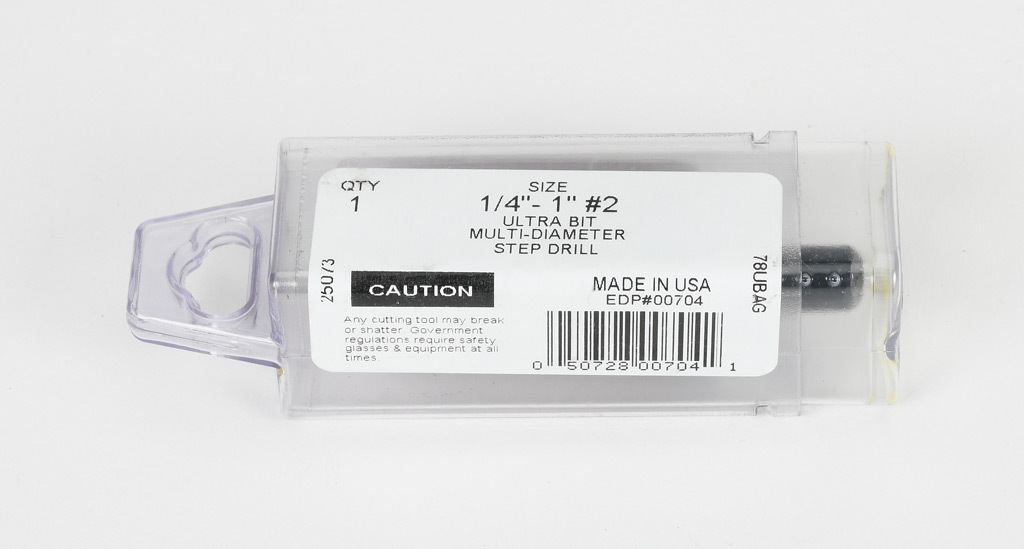 QTY
1
SIZE
1/4"- 1" #2
ULTRA BIT
MULTI-DIAMETER
STEP DRILL
25073
CAUTION
Any cutting tool may break
or shatter. Government
regulations require safety
glasses & equipment at all
times.
MADE IN USA
EDP#00704
0 50728 00704 1
78UBAG